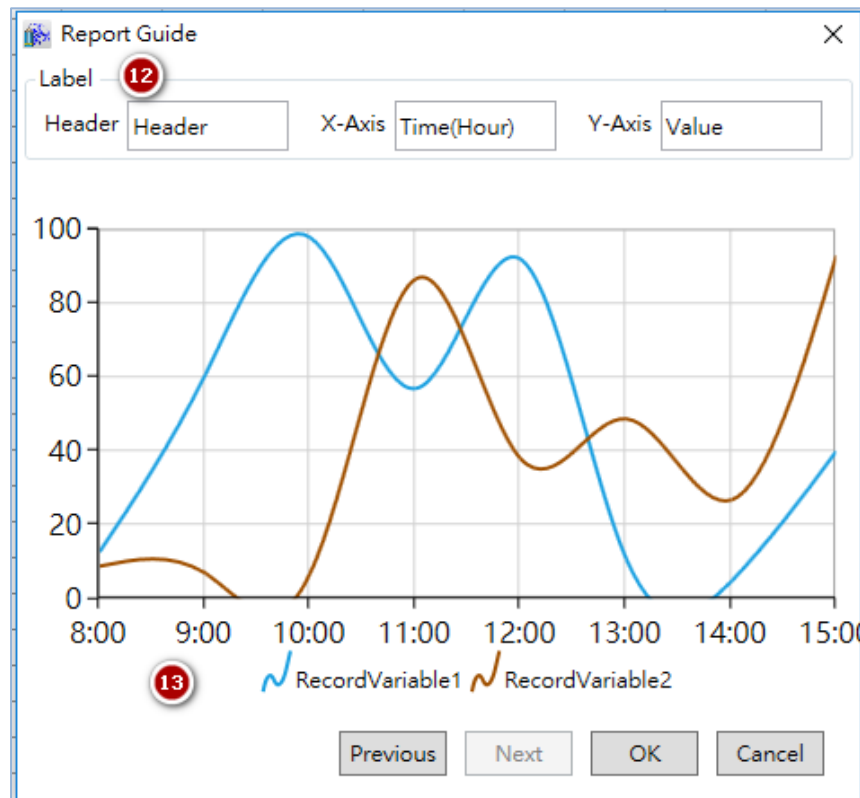 Report Guide
Label 12
Header Header X-Axis Time(Hour) Y-Axis Value
100
80
60
40
20
0
8:00 9:00 10:00 11:00 12:00 13:00 14:00 15:0
13 RecordVariable1 RecordVariable2
Previous Next OK Cancel